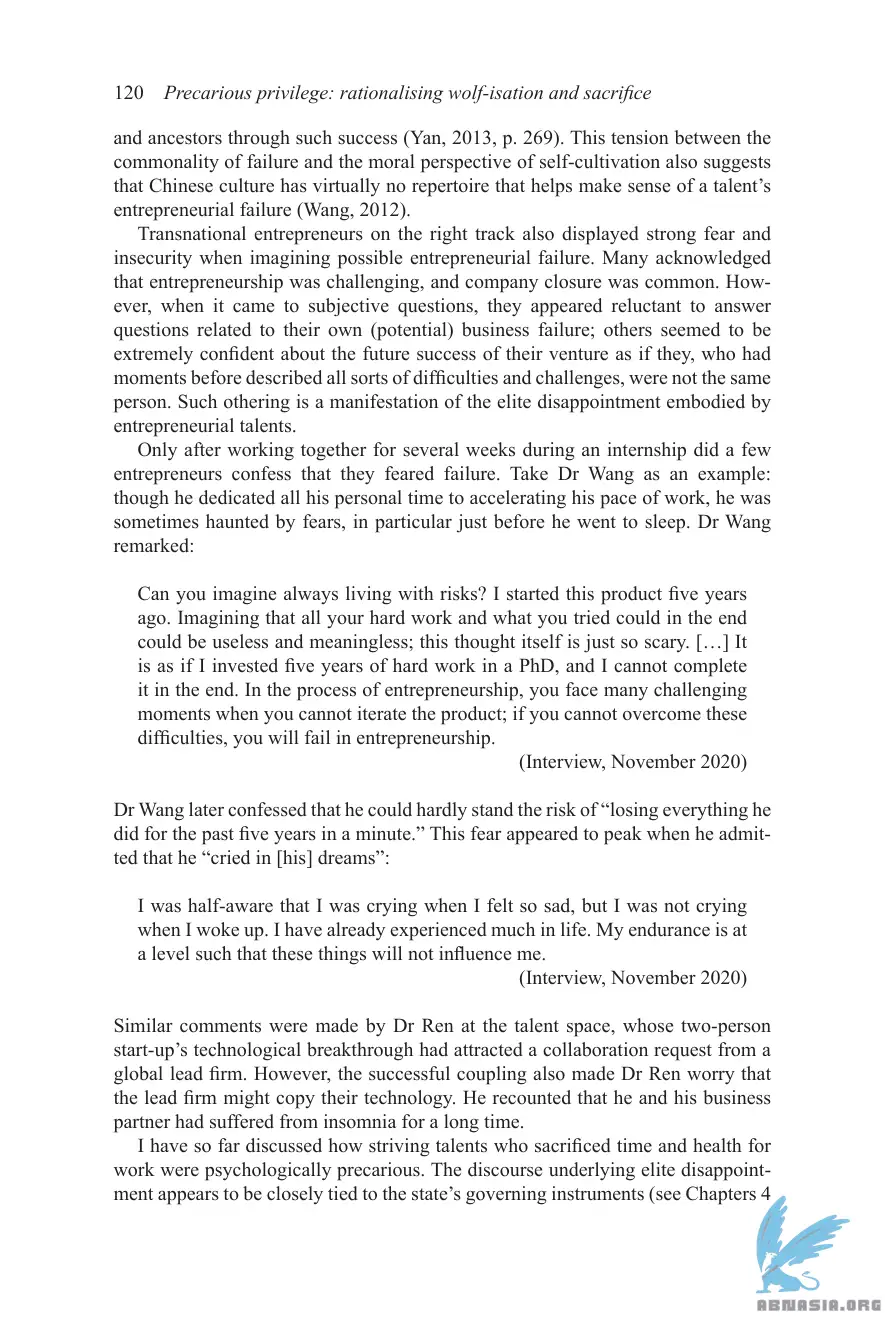 120 Precarious privilege: rationalising wolf-isation and sacrifice
and ancestors through such success (Yan, 2013, p. 269). This tension between the
commonality of failure and the moral perspective of self-cultivation also suggests
that Chinese culture has virtually no repertoire that helps make sense of a talent’s
entrepreneurial failure (Wang, 2012).
Transnational entrepreneurs on the right track also displayed strong fear and
insecurity when imagining possible entrepreneurial failure. Many acknowledged
that entrepreneurship was challenging, and company closure was common. How-
ever, when it came to subjective questions, they appeared reluctant to answer
questions related to their own (potential) business failure; others seemed to be
extremely confident about the future success of their venture as if they, who had
moments before described all sorts of difficulties and challenges, were not the same
person. Such othering is a manifestation of the elite disappointment embodied by
entrepreneurial talents.
Only after working together for several weeks during an internship did a few
entrepreneurs confess that they feared failure. Take Dr Wang as an example:
though he dedicated all his personal time to accelerating his pace of work, he was
sometimes haunted by fears, in particular just before he went to sleep. Dr Wang
remarked:
Can you imagine always living with risks? I started this product five years
ago. Imagining that all your hard work and what you tried could in the end
could be useless and meaningless; this thought itself is just so scary. […] It
is as if I invested five years of hard work in a PhD, and I cannot complete
it in the end. In the process of entrepreneurship, you face many challenging
moments when you cannot iterate the product; if you cannot overcome these
difficulties, you will fail in entrepreneurship.
(Interview, November 2020)
Dr Wang later confessed that he could hardly stand the risk of “losing everything he
did for the past five years in a minute.” This fear appeared to peak when he admit-
ted that he “cried in [his] dreams”:
I was half-aware that I was crying when I felt so sad, but I was not crying
when I woke up. I have already experienced much in life. My endurance is at
a level such that these things will not influence me.
(Interview, November 2020)
Similar comments were made by Dr Ren at the talent space, whose two-person
start-up’s technological breakthrough had attracted a collaboration request from a
global lead firm. However, the successful coupling also made Dr Ren worry that
the lead firm might copy their technology. He recounted that he and his business
partner had suffered from insomnia for a long time.
I have so far discussed how striving talents who sacrificed time and health for
work were psychologically precarious. The discourse underlying elite disappoint-
ment appears to be closely tied to the state’s governing instruments (see Chapters 4
ABNASIA.ORG